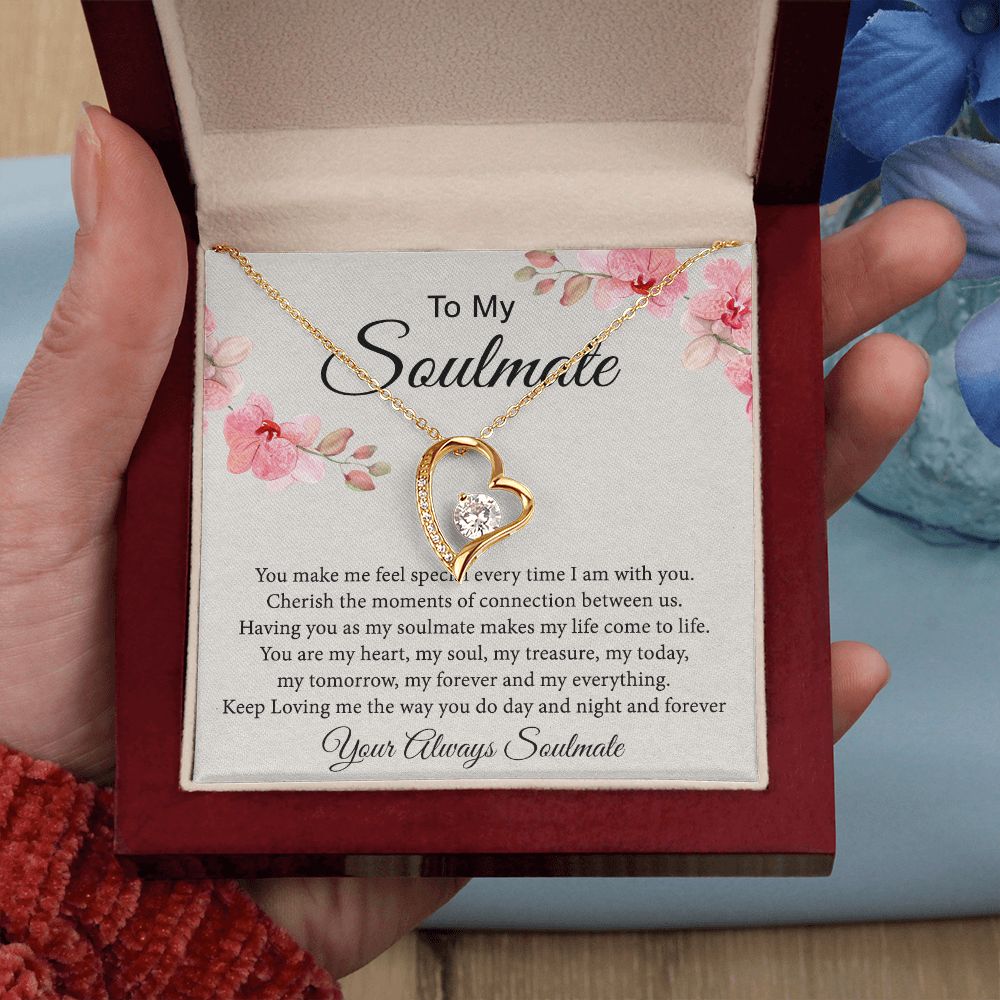 To My
Soulmate
You make me feel special every time I am with you.
Cherish the moments of connection between us.
Having you as my soulmate makes my life come to life.
You are my heart, my soul, my treasure, my today,
my tomorrow, my forever and my everything.
Keep Loving me the way you do day and night and forever
Your Always Soulmate